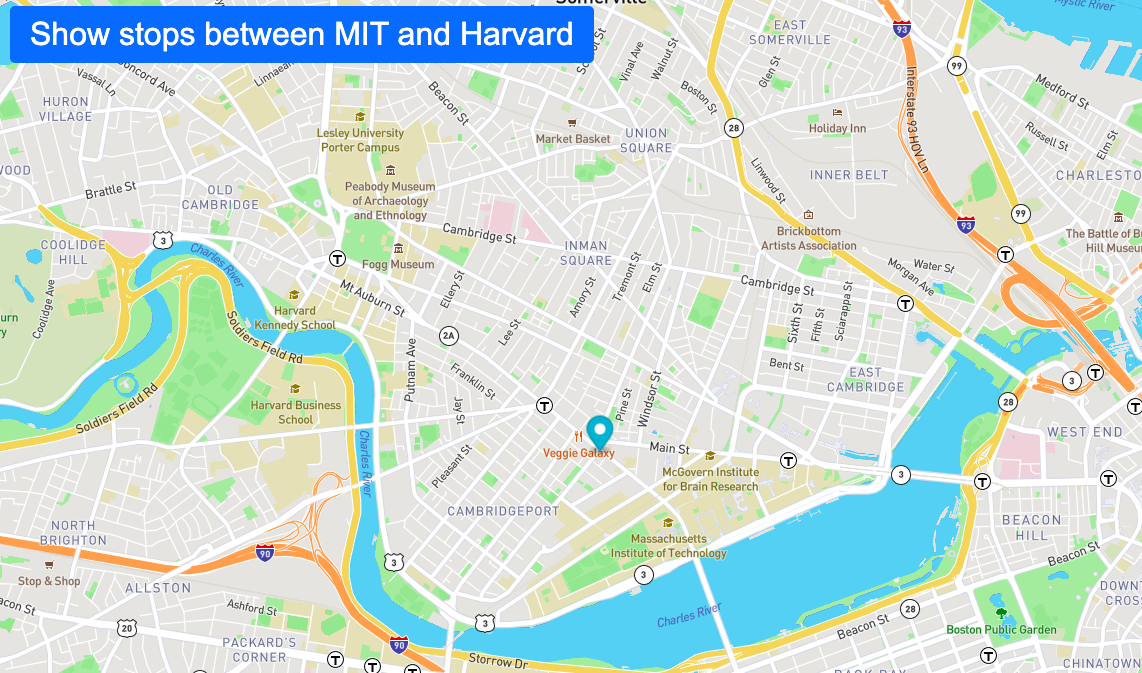 Somerville
Mystic River
Show stops between MIT and Harvard
EAST
SOMERVILLE
93
99
Concord Ave
Vassal Ln
Linnaean
Vinal Ave
Walnut St
Glen St
Interstate 93 HOV Ln
Medford St
HURON
VILLAGE
Beacon St
Boston St
Lesley University
Porter Campus
Market Basket
UNION
SQUARE
28
Holiday Inn
Russell St
Elm St
WOOD
Brattle St
OLD
CAMBRIDGE
Peabody Museum
of Archaeology
and Ethnology
Linwood St
INNER BELT
CHARLESTO
COOLIDGE
HILL
3
Charles River
T
Fogg Museum
Cambridge St
INMAN
SQUARE
Brickbottom
Artists Association
93
99
The Battle of Bu
Hill Museum
T
Water St
Morgan Ave
Coolidge Ave
Harvard
Kennedy School
Mt Auburn St
Ellery St
Amory St
Tremont St
Elm St
Cambridge St
T
burn
ry
Soldiers Field Rd
2A
Lee St
Sixth St
Fifth St
Sciarappa St
Putnam Ave
Franklin St
Bent St
EAST
CAMBRIDGE
3
T
Soldiers Field Rd
Harvard Business
School
Jay St
T
Pine St
Windsor St
28
T
Charles River
Pleasant St
Veggie Galaxy
Main St
McGovern Institute
for Brain Research
T
3
T
WEST END
T
NORTH
BRIGHTON
CAMBRIDGEPORT
Massachusetts
Institute of Technology
BEACON
HILL
90
3
3
Beacon St
Stop & Shop
ALLSTON
acon St
20
Ashford St
3
Charles River
28
Beacon St
Boston Public Garden
DOWNT
CROS
PACKARD'S
CORNER
90
Storrow Dr
T
T
T
T
BACK BAY
CHINATOWN